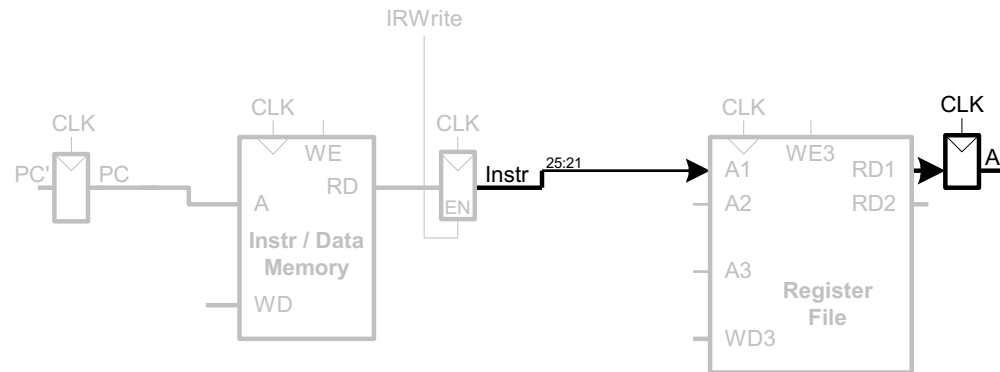 IRWrite
CLK
CLK
CLK
CLK
CLK
PC'
PC
WE
RD
A
Instr / Data
Memory
WD
EN
Instr
25:21
A1
WE3
RD1
A
A2
RD2
A3
Register
File
WD3